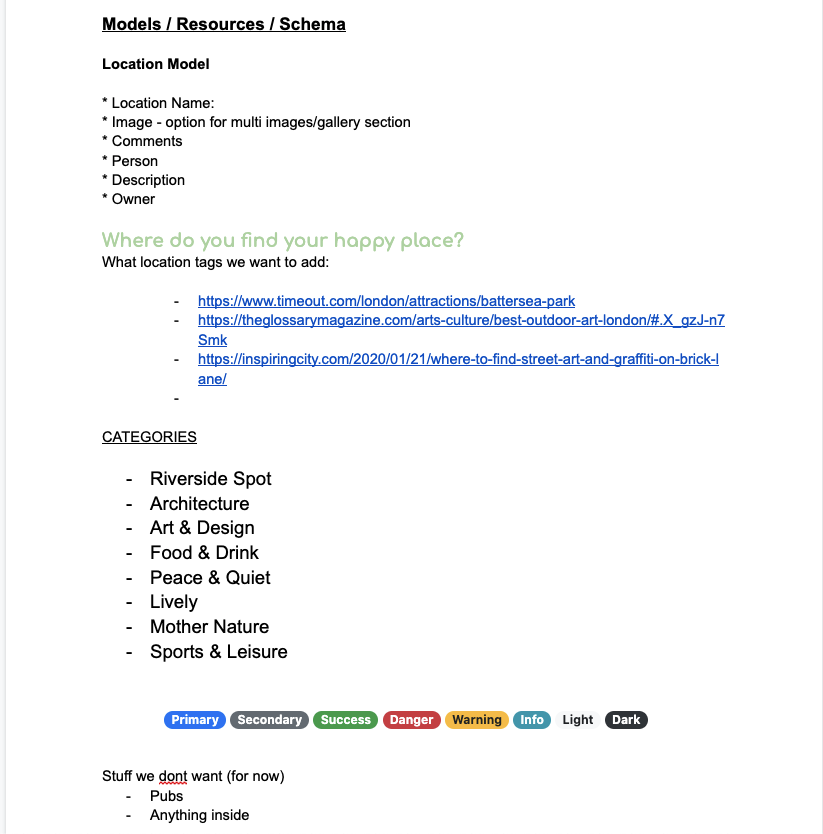 Models / Resources / Schema
Location Model
* Location Name:
* Image - option for multi images/gallery section
* Comments
* Person
* Description
* Owner
Where do you find your happy place?
What location tags we want to add:
- https://www.timeout.com/london/attractions/battersea-park
- https://theglossarymagazine.com/arts-culture/best-outdoor-art-london/#.X_gzJ-n7
Smk
- https://inspiringcity.com/2020/01/21/where-to-find-street-art-and-graffiti-on-brick-l
ane/
-
CATEGORIES
- Riverside Spot
- Architecture
- Art & Design
- Food & Drink
- Peace & Quiet
- Lively
- Mother Nature
- Sports & Leisure
Primary Secondary Success Danger Warning Info Light Dark
Stuff we dont want (for now)
- Pubs
- Anything inside